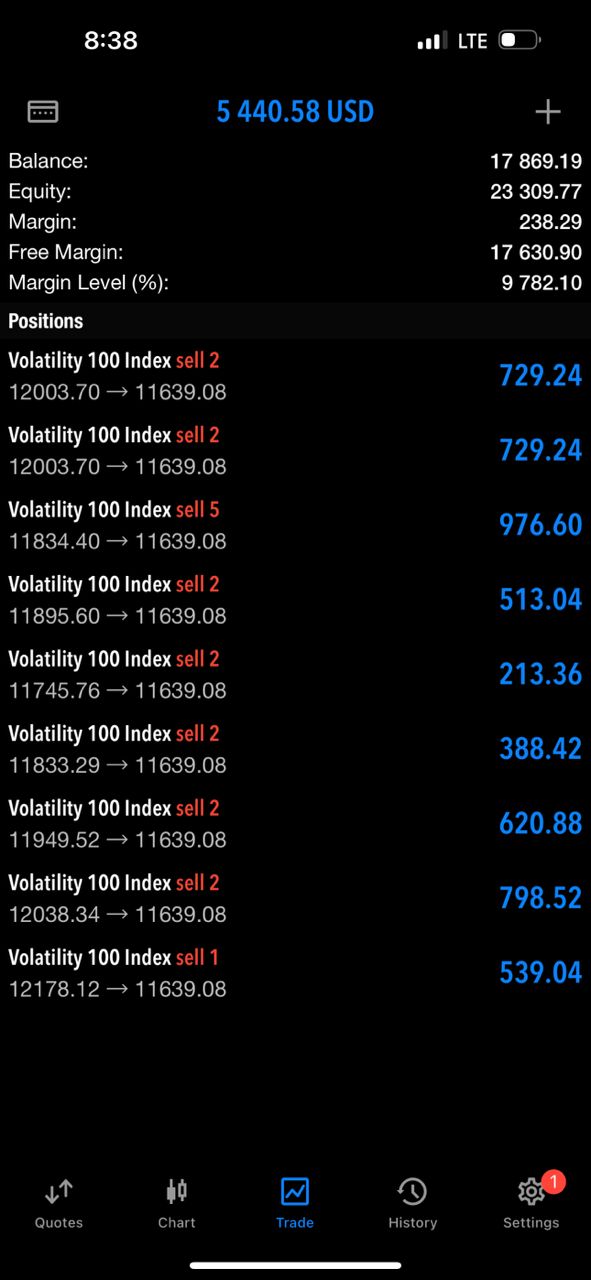 8:38 LTE
5 440.58 USD
Balance: 17 869.19
Equity: 23 309.77
Margin: 238.29
Free Margin: 17 630.90
Margin Level (%): 9 782.10
Positions
Volatility 100 Index sell 2
12003.70 → 11639.08 729.24
Volatility 100 Index sell 2
12003.70 → 11639.08 729.24
Volatility 100 Index sell 5
11834.40 → 11639.08 976.60
Volatility 100 Index sell 2
11895.60 → 11639.08 513.04
Volatility 100 Index sell 2
11745.76 → 11639.08 213.36
Volatility 100 Index sell 2
11833.29 → 11639.08 388.42
Volatility 100 Index sell 2
11949.52 → 11639.08 620.88
Volatility 100 Index sell 2
12038.34 → 11639.08 798.52
Volatility 100 Index sell 1
12178.12 → 11639.08 539.04
1
Quotes Chart Trade History Settings